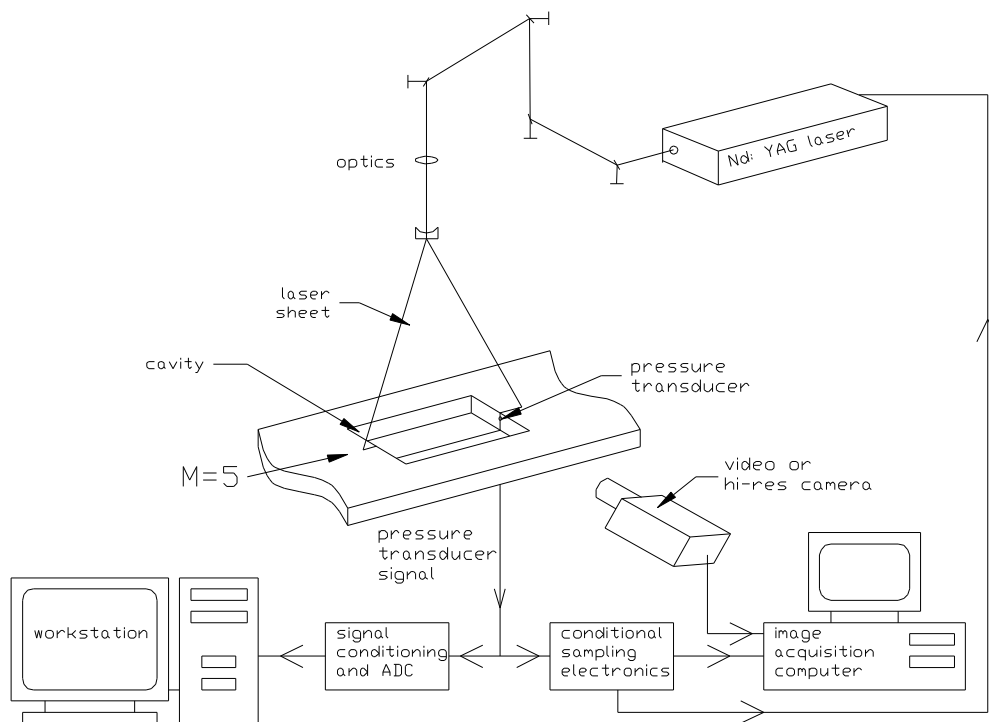 Nd: YAG laser
optics
laser
sheet
cavity
pressure
transducer
M=5
video or
hi-res camera
pressure
transducer
signal
workstation
signal
conditioning
and ADC
conditional
sampling
electronics
image
acquisition
computer